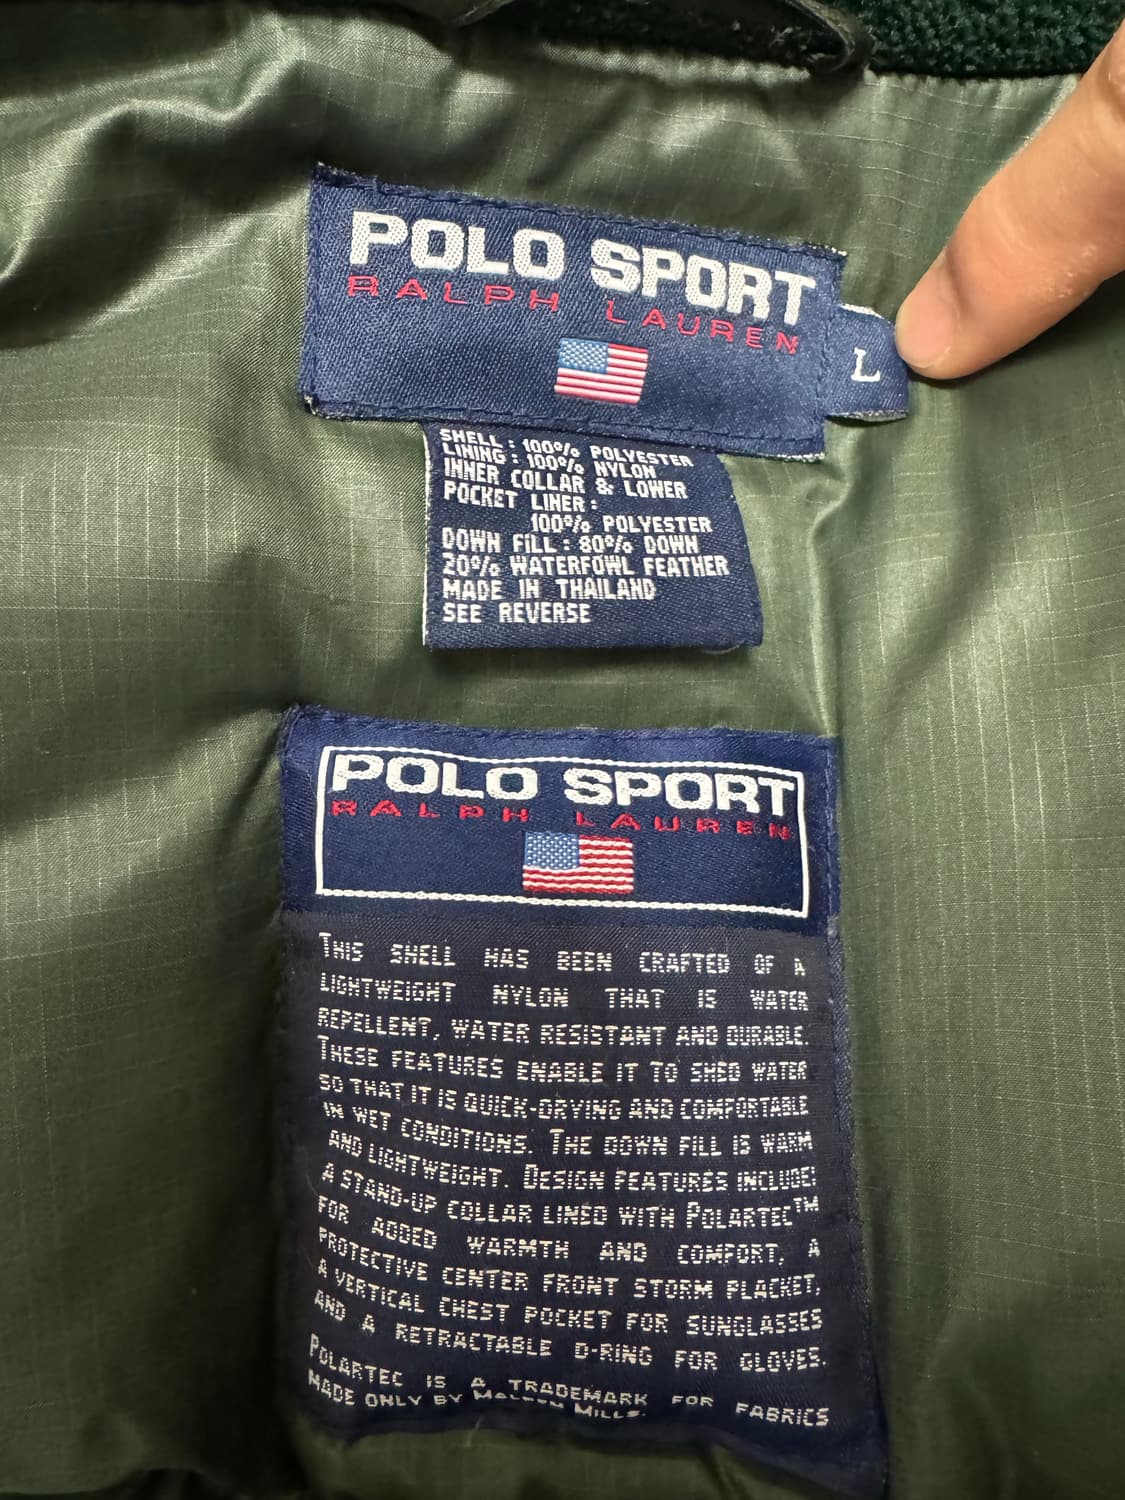 POLO SPORT
RALPH LAUREN
L
SHELL : 100% POLYESTER
LINING : 100% NYLON
INNER COLLAR & LOWER
POCKET LINER :
100% POLYESTER
DOWN FILL : 80% DOWN
20% WATERFOWL FEATHER
MADE IN THAILAND
SEE REVERSE
POLO SPORT
RALPH LAUREN
THIS SHELL HAS BEEN CRAFTED OF A
LIGHTWEIGHT NYLON THAT IS WATER
REPELLENT, WATER RESISTANT AND DURABLE.
THESE FEATURES ENABLE IT TO SHED WATER
SO THAT IT IS QUICK-DRYING AND COMFORTABLE
IN WET CONDITIONS. THE DOWN FILL IS WARM
AND LIGHTWEIGHT. DESIGN FEATURES INCLUDE:
A STAND-UP COLLAR LINED WITH POLARTEC™
FOR ADDED WARMTH AND COMFORT, A
PROTECTIVE CENTER FRONT STORM PLACKET,
A VERTICAL CHEST POCKET FOR SUNGLASSES
AND A RETRACTABLE D-RING FOR GLOVES.
POLARTEC IS A TRADEMARK FOR FABRICS
MADE ONLY BY MALDEN MILLS.